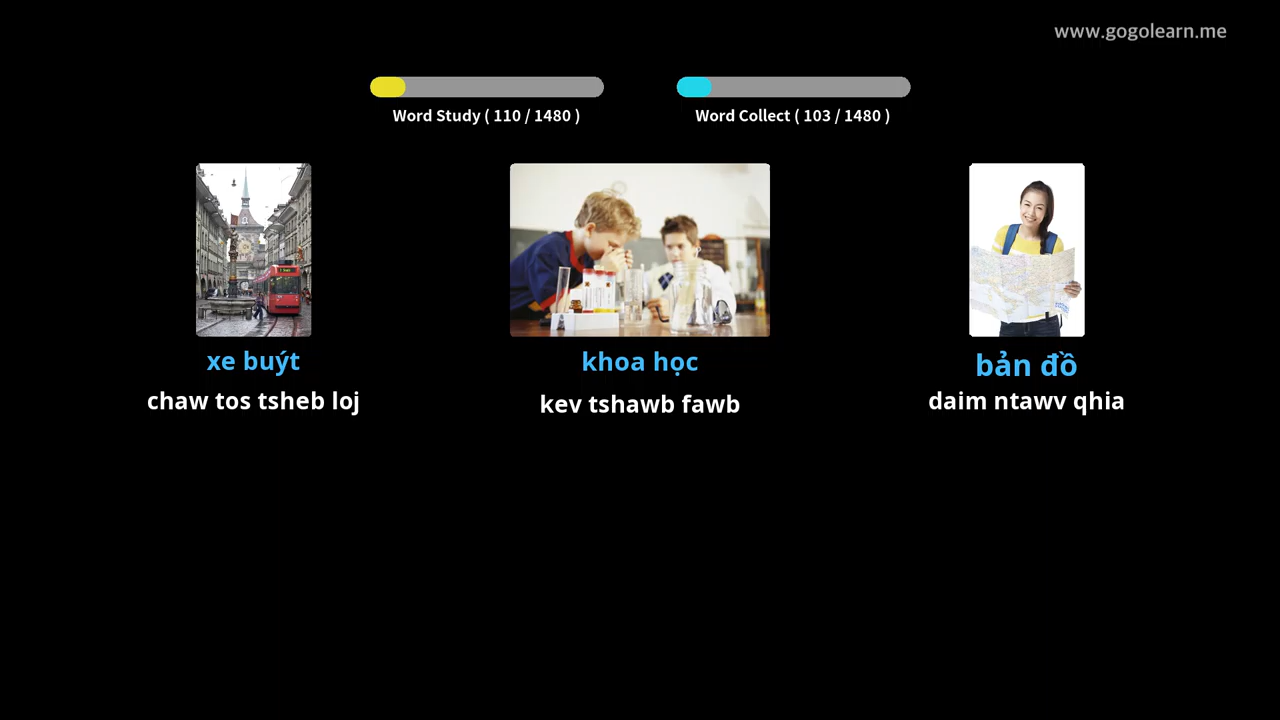 www.gogolearn.me
Word Study ( 110 / 1480 )
Word Collect ( 103 / 1480 )
xe buýt
khoa học
bản đồ
chaw tos tsheb loj
kev tshawb fawb
daim ntawv qhia